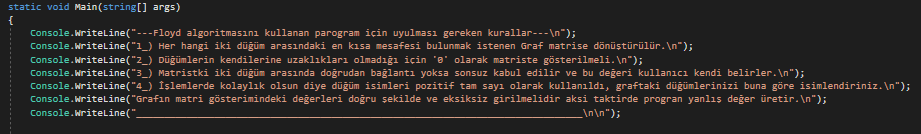 static void Main(string[] args)
{
Console.WriteLine("---Floyd algoritmasını kullanan parogram için uyulması gereken kurallar---\n");
Console.WriteLine("1_) Her hangi iki düğüm arasındaki en kısa mesafesi bulunmak istenen Graf matrise dönüştürülür.\n");
Console.WriteLine("2_) Düğümlerin kendilerine uzaklıkları olmadığı için '0' olarak matriste gösterilmeli.\n");
Console.WriteLine("3_) Matristki iki düğüm arasında doğrudan bağlantı yoksa sonsuz kabul edilir ve bu değeri kullanıcı kendi belirler.\n");
Console.WriteLine("4_) İşlemlerde kolaylık olsun diye düğüm isimleri pozitif tam sayı olarak kullanıldı, graftaki düğümlerinizi buna göre isimlendiriniz.\n");
Console.WriteLine("Grafın matri gösterimindeki değerleri doğru şekilde ve eksiksiz girilmelidir aksi taktirde progran yanlış değer üretir.\n");
Console.WriteLine("________________________________________________________________________________\n\n");